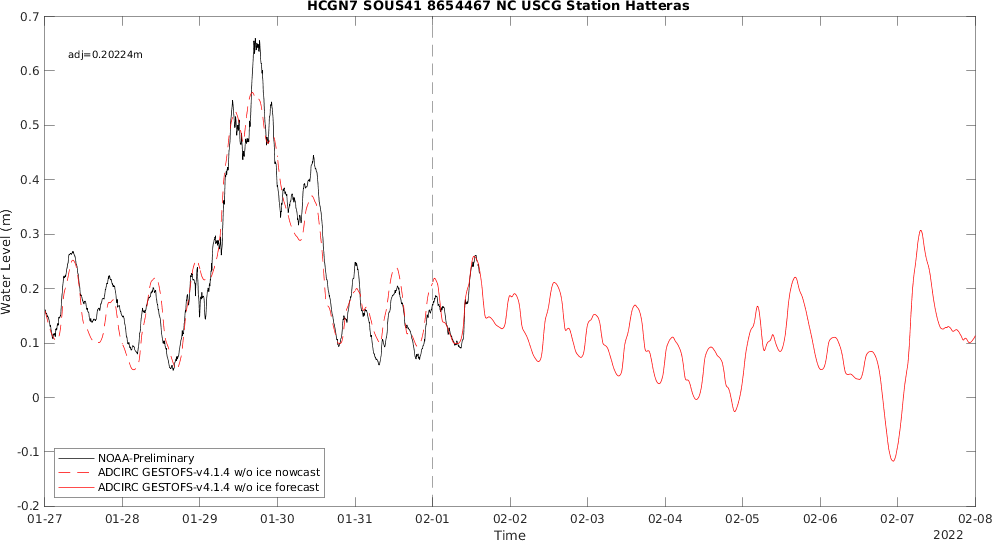 HCGN7 SOUS41 8654467 NC USCG Station Hatteras
adj=0.20224m
Water Level (m)
0.7
0.6
0.5
0.4
0.3
0.2
0.1
0
-0.1
-0.2
NOAA-Preliminary
ADCIRC GESTOFS-v4.1.4 w/o ice nowcast
ADCIRC GESTOFS-v4.1.4 w/o ice forecast
01-27 01-28 01-29 01-30 01-31 02-01 02-02 02-03 02-04 02-05 02-06 02-07 02-08
Time
2022